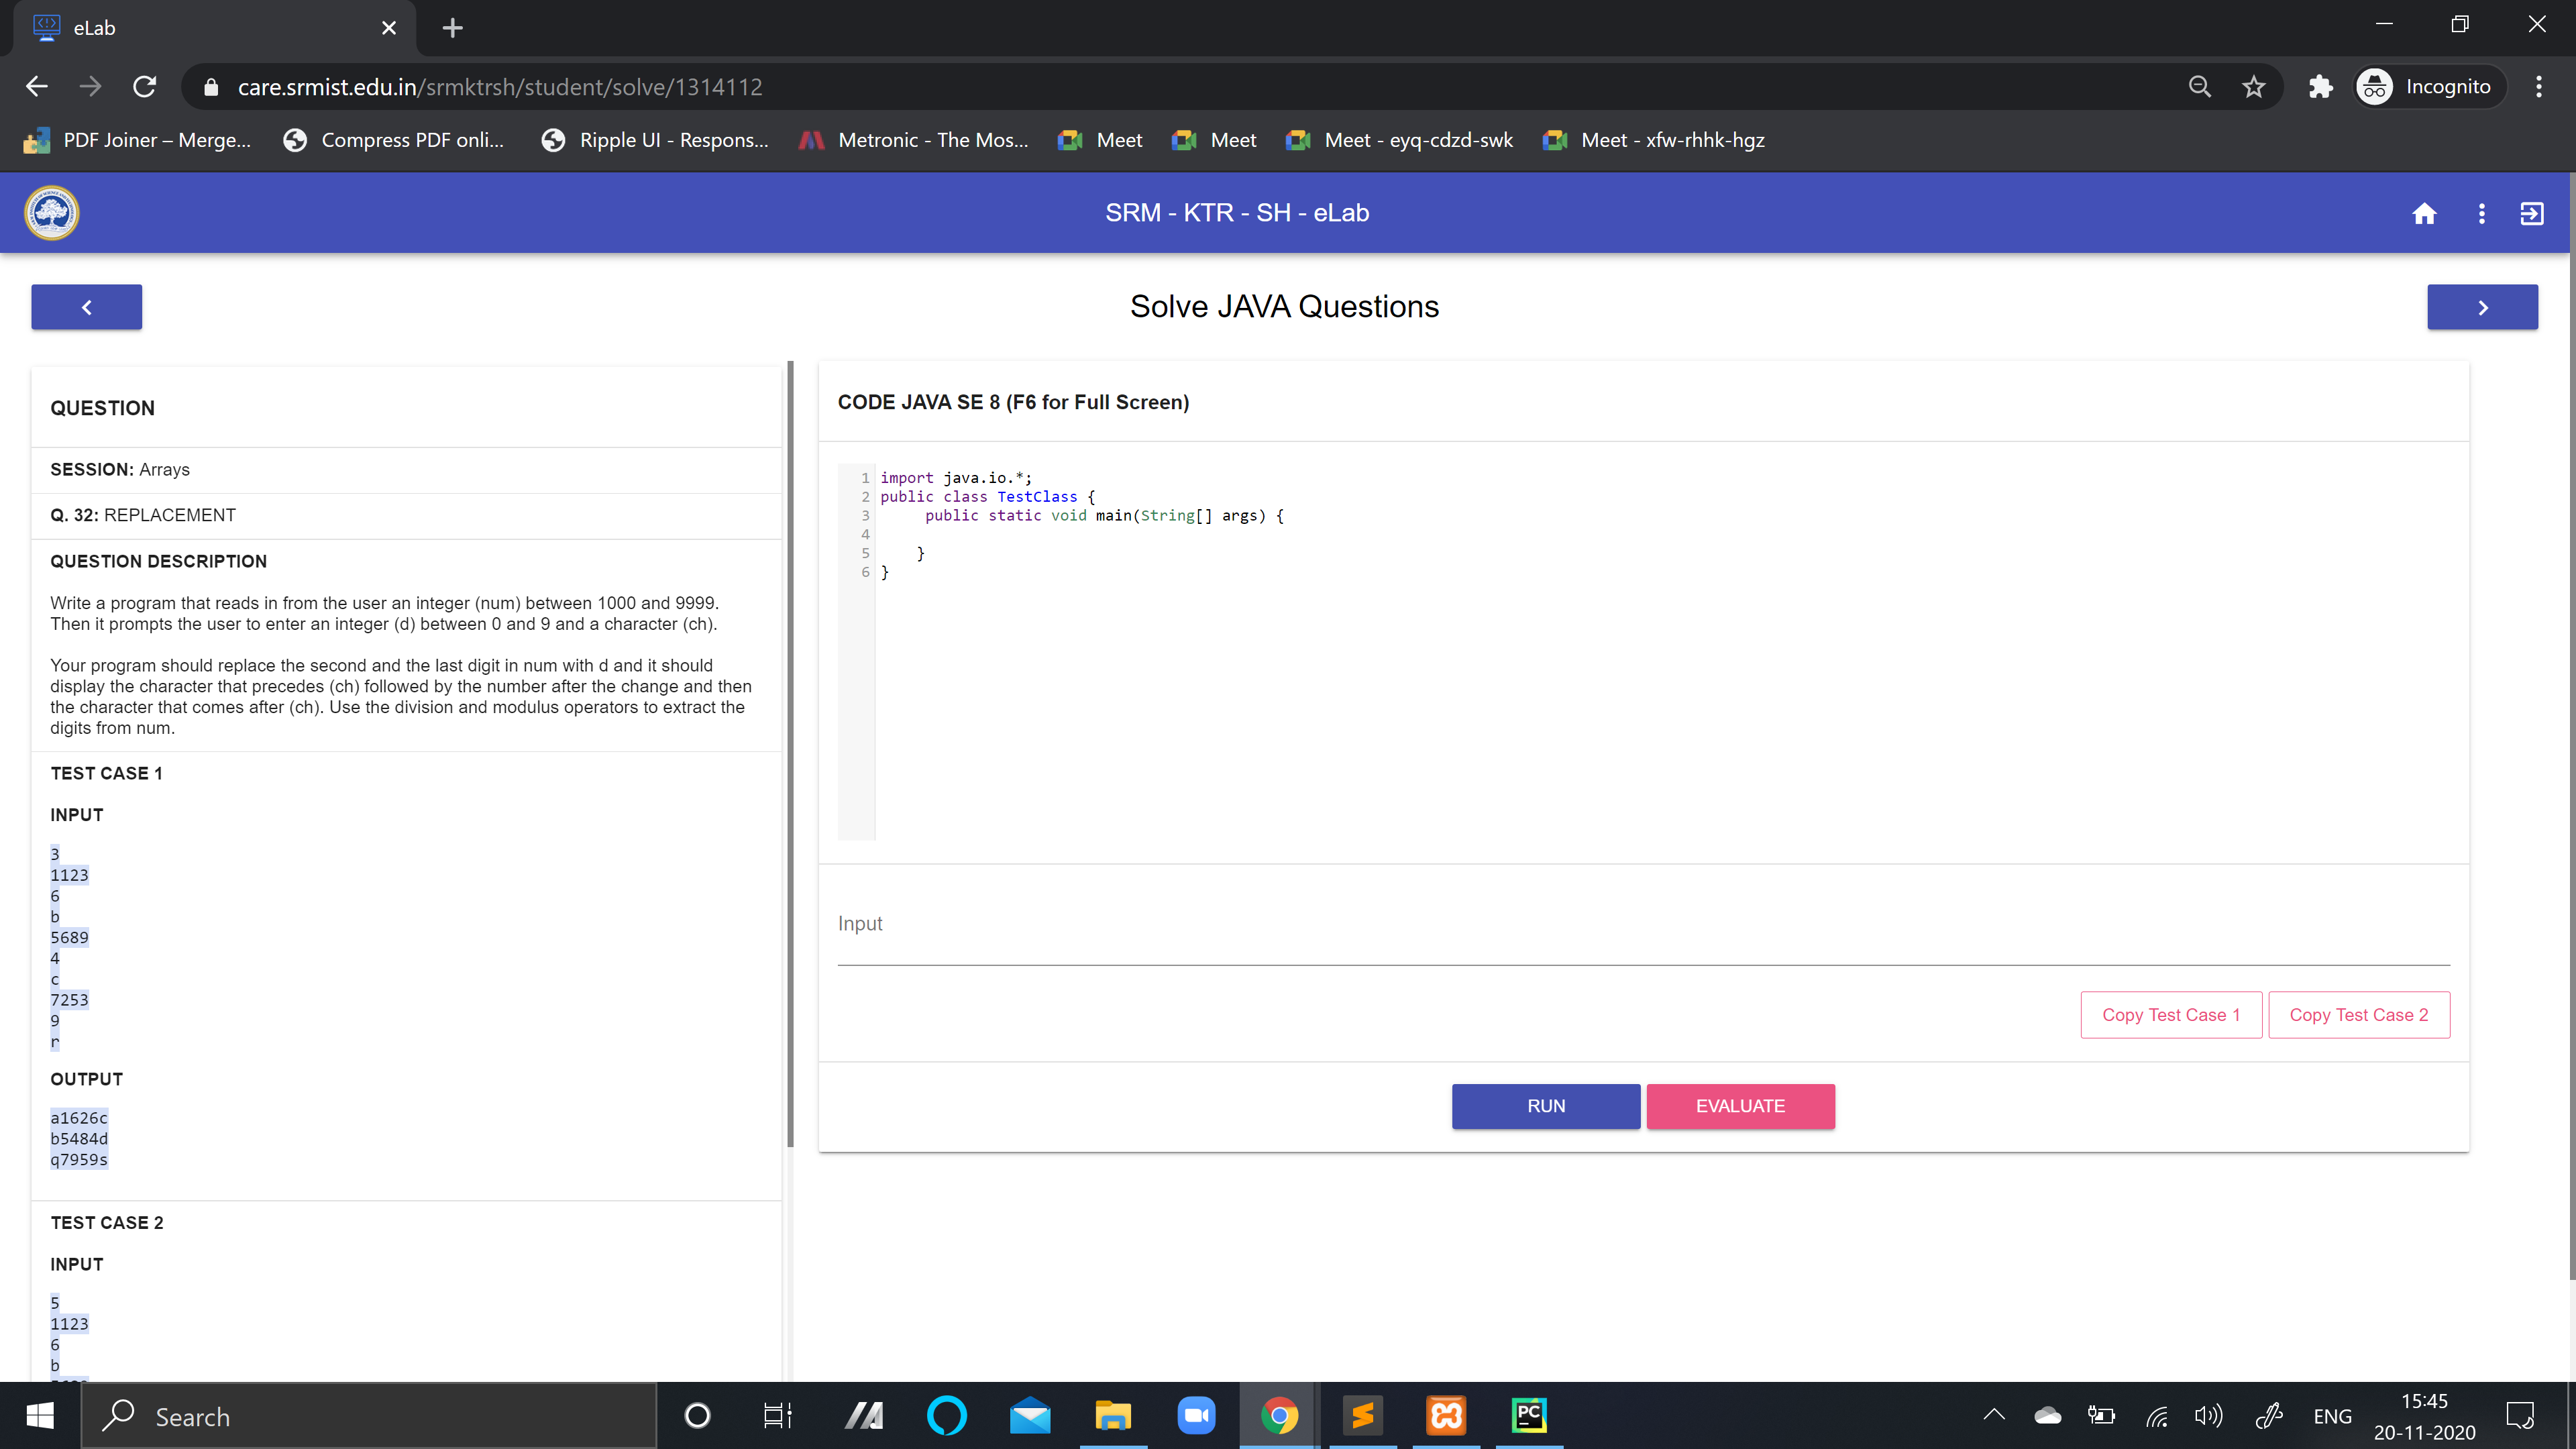 eLab
care.srmist.edu.in/srmktrsh/student/solve/1314112
Incognito
PDF Joiner – Merge...
Compress PDF onli...
Ripple UI - Respons...
Metronic - The Mos...
Meet
Meet
Meet - eyq-cdzd-swk
Meet - xfw-rhhk-hgz
SRM - KTR - SH - eLab
Solve JAVA Questions
QUESTION
SESSION: Arrays
Q. 32: REPLACEMENT
QUESTION DESCRIPTION
Write a program that reads in from the user an integer (num) between 1000 and 9999.
Then it prompts the user to enter an integer (d) between 0 and 9 and a character (ch).
Your program should replace the second and the last digit in num with d and it should
display the character that precedes (ch) followed by the number after the change and then
the character that comes after (ch). Use the division and modulus operators to extract the
digits from num.
TEST CASE 1
INPUT
3
1123
6
b
5689
4
c
7253
9
r
OUTPUT
a1626c
b5484d
q7959s
TEST CASE 2
INPUT
5
1123
6
b
CODE JAVA SE 8 (F6 for Full Screen)
1 import java.io.*;
2 public class TestClass {
3 public static void main(String[] args) {
4
5 }
6 }
Input
Copy Test Case 1
Copy Test Case 2
RUN
EVALUATE
Search
PC
ENG
15:45
20-11-2020